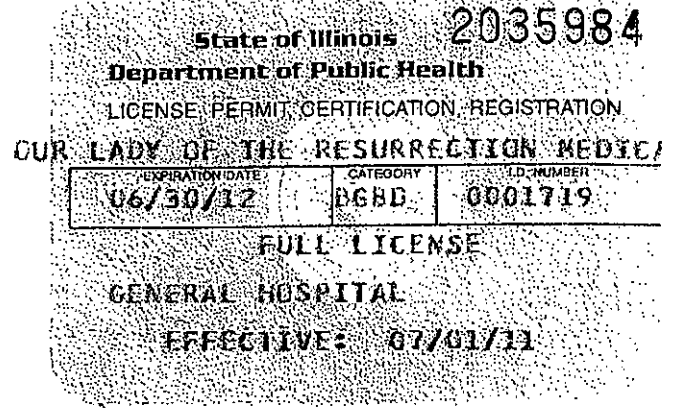 State of Illinois 2035984
Department of Public Health
LICENSE, PERMIT, CERTIFICATION, REGISTRATION
OUR LADY OF THE RESURRECTION MEDICA
EXPIRATION DATE CATEGORY I.D. NUMBER
06/30/12 BGBD 0001719
FULL LICENSE
GENERAL HOSPITAL
EFFECTIVE: 07/01/11